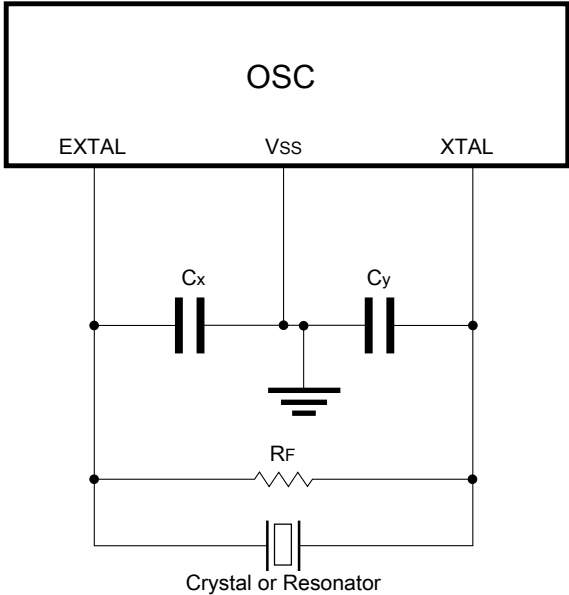 OSC
EXTAL Vss XTAL
Cx Cy
RF
Crystal or Resonator